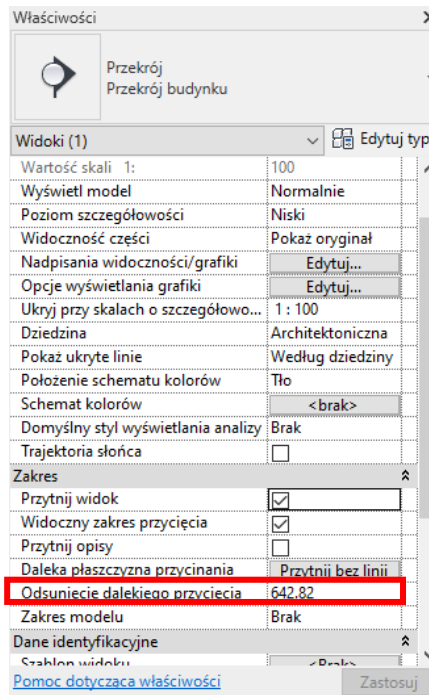 Właściwości
Przekrój
Przekrój budynku
Widoki (1) Edytuj typ
Wartość skali 1: 100
Wyświetl model Normalnie
Poziom szczegółowości Niski
Widoczność części Pokaż oryginał
Nadpisania widoczności/grafiki Edytuj...
Opcje wyświetlania grafiki Edytuj...
Ukryj przy skalach o szczegółowo... 1 : 100
Dziedzina Architektoniczna
Pokaż ukryte linie Według dziedziny
Położenie schematu kolorów Tło
Schemat kolorów <brak>
Domyślny styl wyświetlania analizy Brak
Trajektoria słońca
Zakres
Przytnij widok
Widoczny zakres przycięcia
Przytnij opisy
Daleka płaszczyzna przycinania Przytnij bez linii
Odsunięcie dalekiego przycięcia 642.82
Zakres modelu Brak
Dane identyfikacyjne
Szablon widoku <Brak>
Pomoc dotycząca właściwości Zastosuj